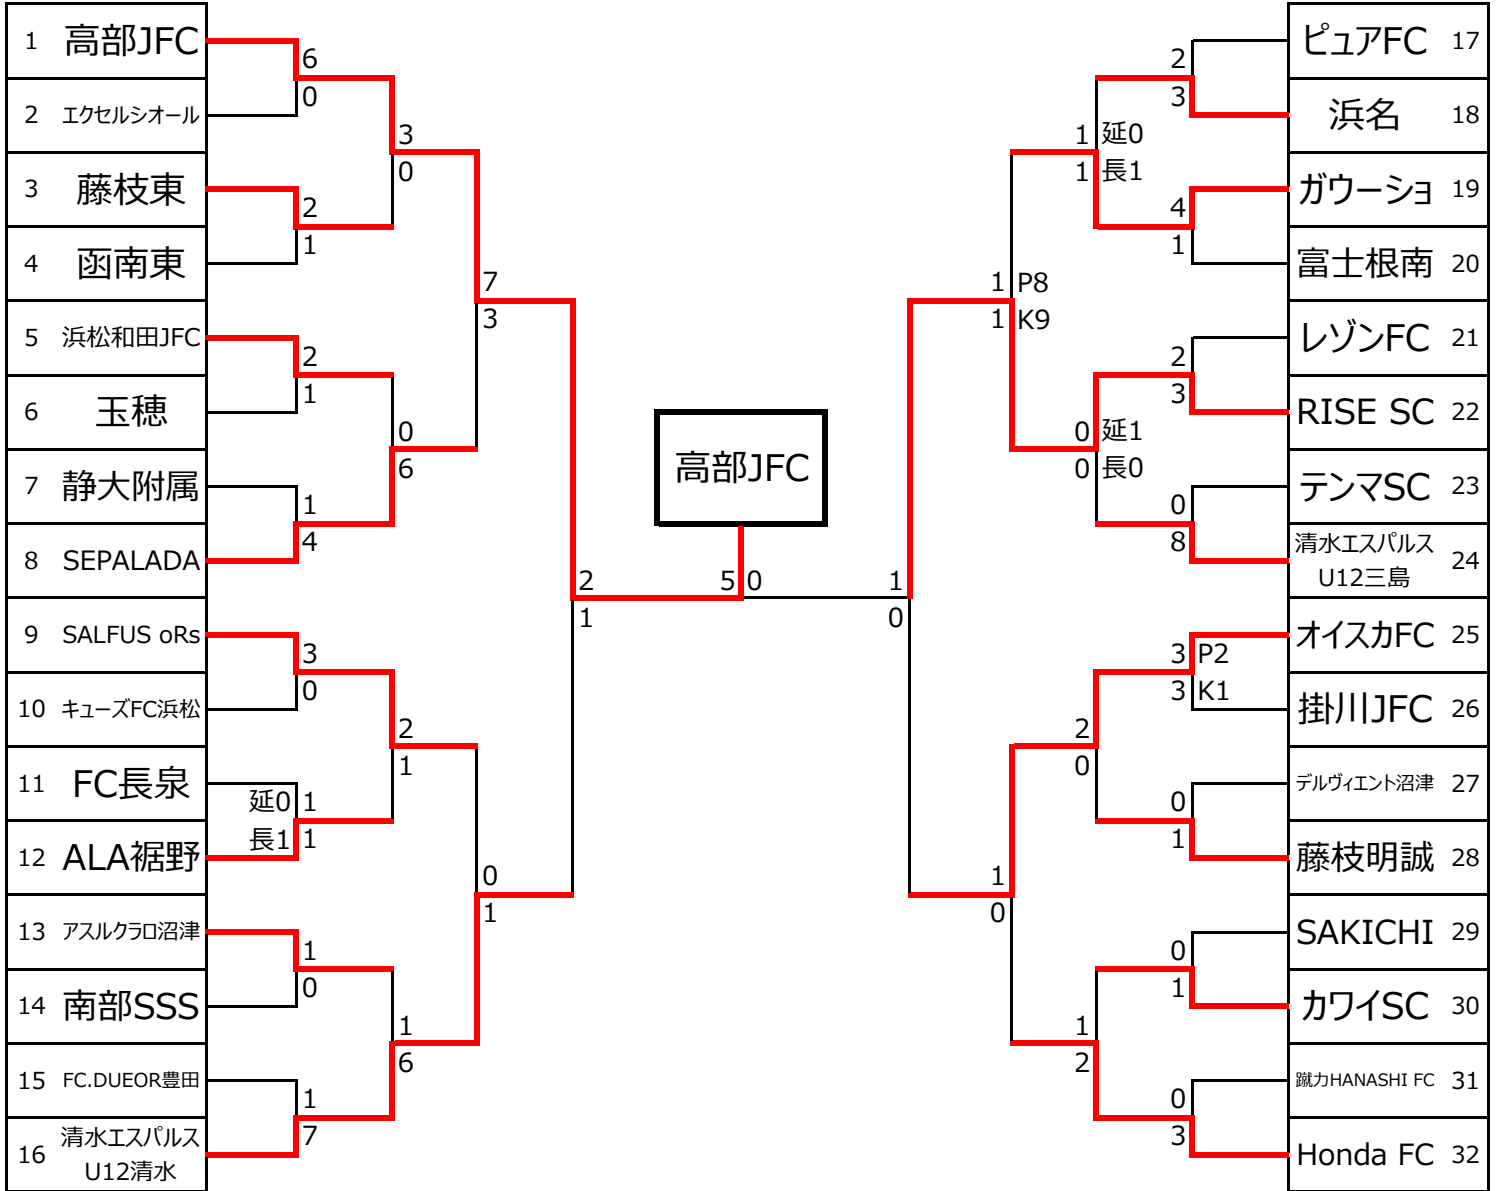 1 高部JFC
2 エクセルシオール
3 藤枝東
4 函南東
5 浜松和田JFC
6 玉穂
7 静大附属
8 SEPALADA
9 SALFUS oRs
10 キューズFC浜松
11 FC長泉
12 ALA裾野
13 アスルクラロ沼津
14 南部SSS
15 FC.DUEOR豊田
16 清水エスパルス
U12清水
6
0
2
1
2
1
1
4
3
0
延0 1
長1 1
1
0
1
7
3
0
0
6
2
1
1
6
7
3
0
1
2
1
高部JFC
5 0
1
0
1 P8
1 K9
1
0
1 延0
1 長1
0 延1
0 長0
2
0
1
2
2
3
4
1
2
3
0
8
3 P2
3 K1
0
1
0
1
0
3
ピュアFC 17
浜名 18
ガウーショ 19
富士根南 20
レゾンFC 21
RISE SC 22
テンマSC 23
清水エスパルス
U12三島 24
オイスカFC 25
掛川JFC 26
デルヴィエント沼津 27
藤枝明誠 28
SAKICHI 29
カワイSC 30
蹴力HANASHI FC 31
Honda FC 32